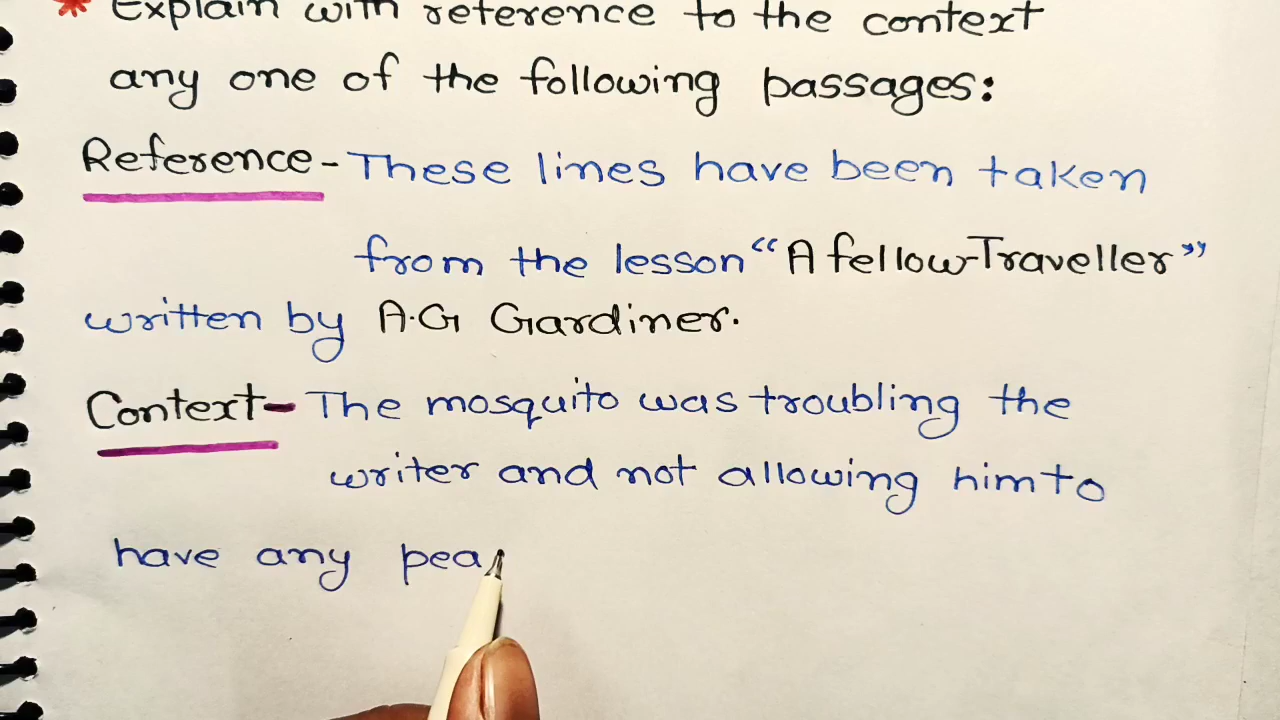 * Explain with reference to the context
any one of the following passages:
Reference - These lines have been taken
from the lesson “A fellow-Traveller”
written by A.G Gardiner.
Context - The mosquito was troubling the
writer and not allowing him to
have any pea